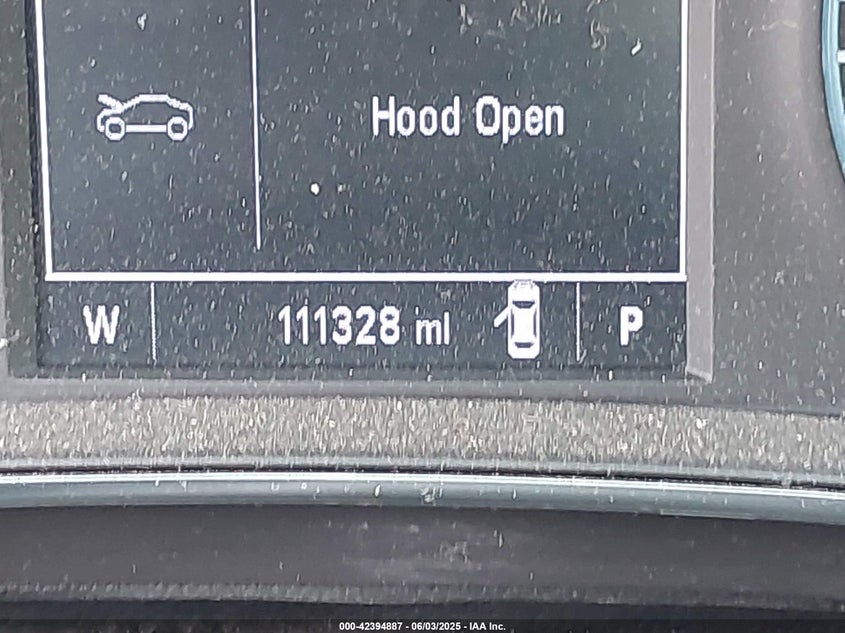 Hood Open
W 111328 mi P
000-42394887 - 06/03/2025 - IAA Inc.